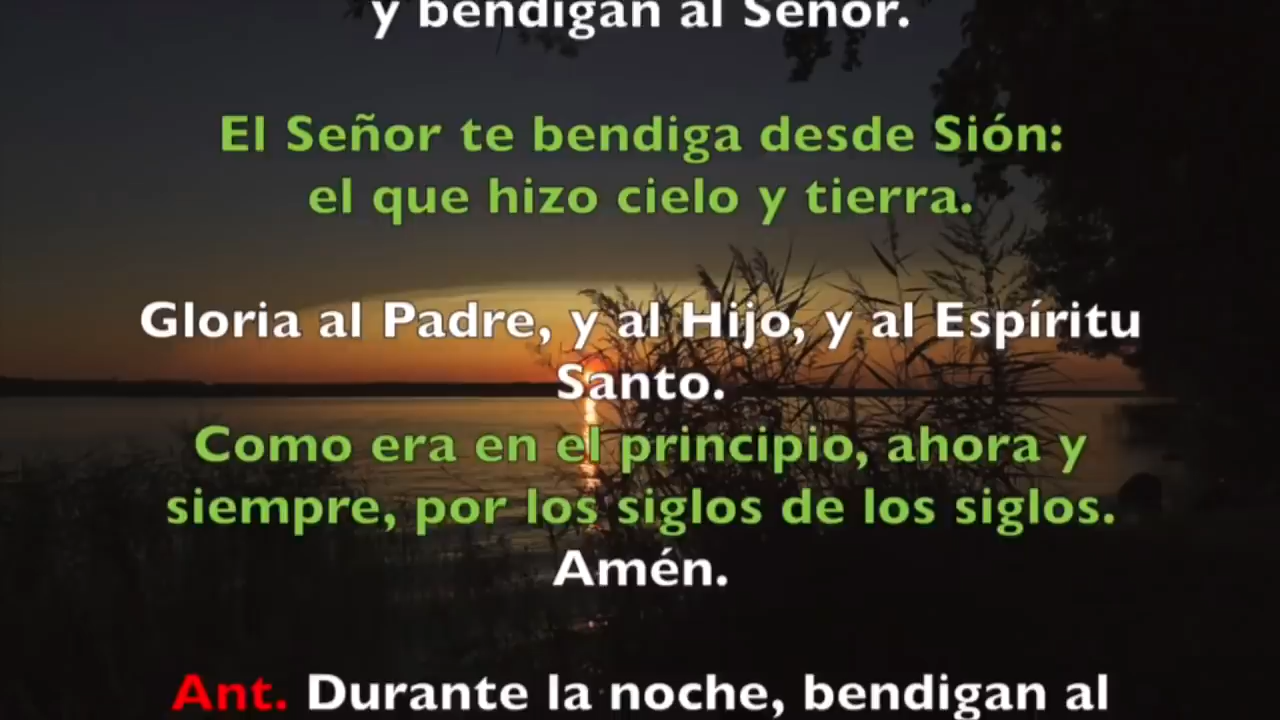 y bendigan al Señor.
El Señor te bendiga desde Sión:
el que hizo cielo y tierra.
Gloria al Padre, y al Hijo, y al Espíritu
Santo.
Como era en el principio, ahora y
siempre, por los siglos de los siglos.
Amén.
Ant. Durante la noche, bendigan al